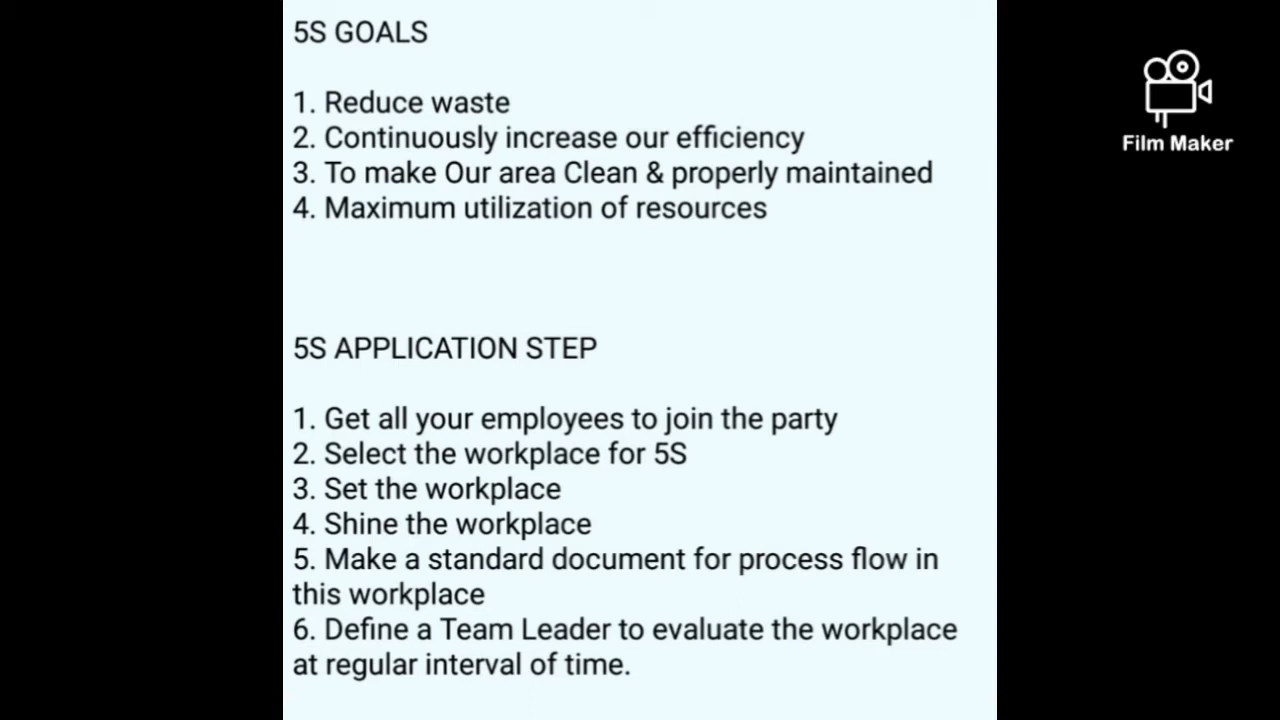 5S GOALS
1. Reduce waste
2. Continuously increase our efficiency
3. To make Our area Clean & properly maintained
4. Maximum utilization of resources
5S APPLICATION STEP
1. Get all your employees to join the party
2. Select the workplace for 5S
3. Set the workplace
4. Shine the workplace
5. Make a standard document for process flow in
this workplace
6. Define a Team Leader to evaluate the workplace
at regular interval of time.
Film Maker